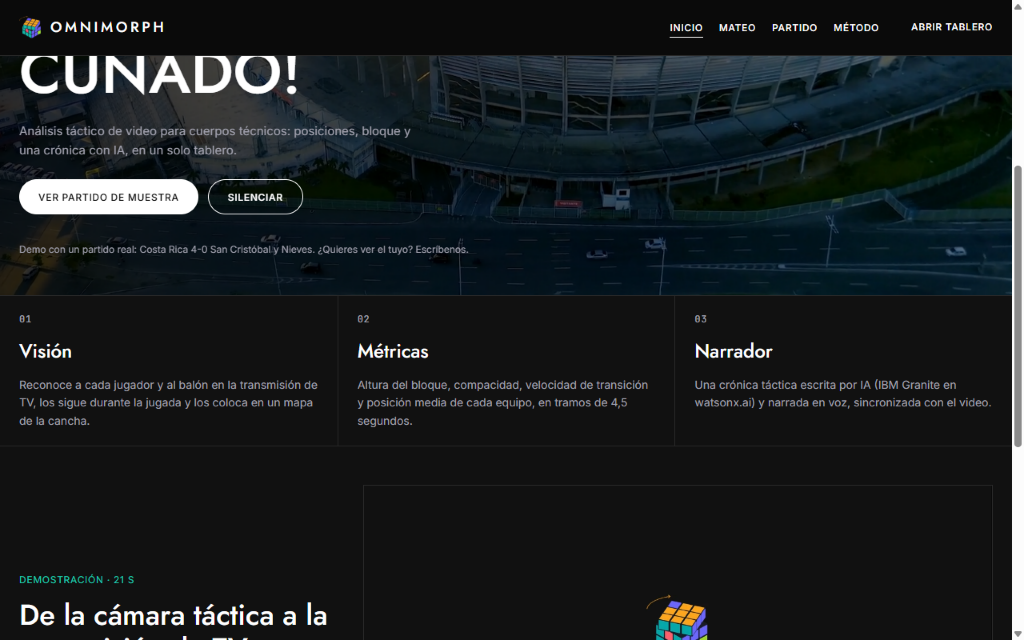 OMNIMORPH
INICIO
MATEO
PARTIDO
MÉTODO
ABRIR TABLERO
CUÑADO!
Análisis táctico de video para cuerpos técnicos: posiciones, bloque y
una crónica con IA, en un solo tablero.
VER PARTIDO DE MUESTRA
SILENCIAR
Demo con un partido real: Costa Rica 4-0 San Cristóbal y Nieves. ¿Quieres ver el tuyo? Escríbenos.
01
Visión
Reconoce a cada jugador y al balón en la transmisión de
TV, los sigue durante la jugada y los coloca en un mapa
de la cancha.
02
Métricas
Altura del bloque, compacidad, velocidad de transición
y posición media de cada equipo, en tramos de 4,5
segundos.
03
Narrador
Una crónica táctica escrita por IA (IBM Granite en
watsonx.ai) y narrada en voz, sincronizada con el video.
DEMOSTRACIÓN · 21 S
De la cámara táctica a la